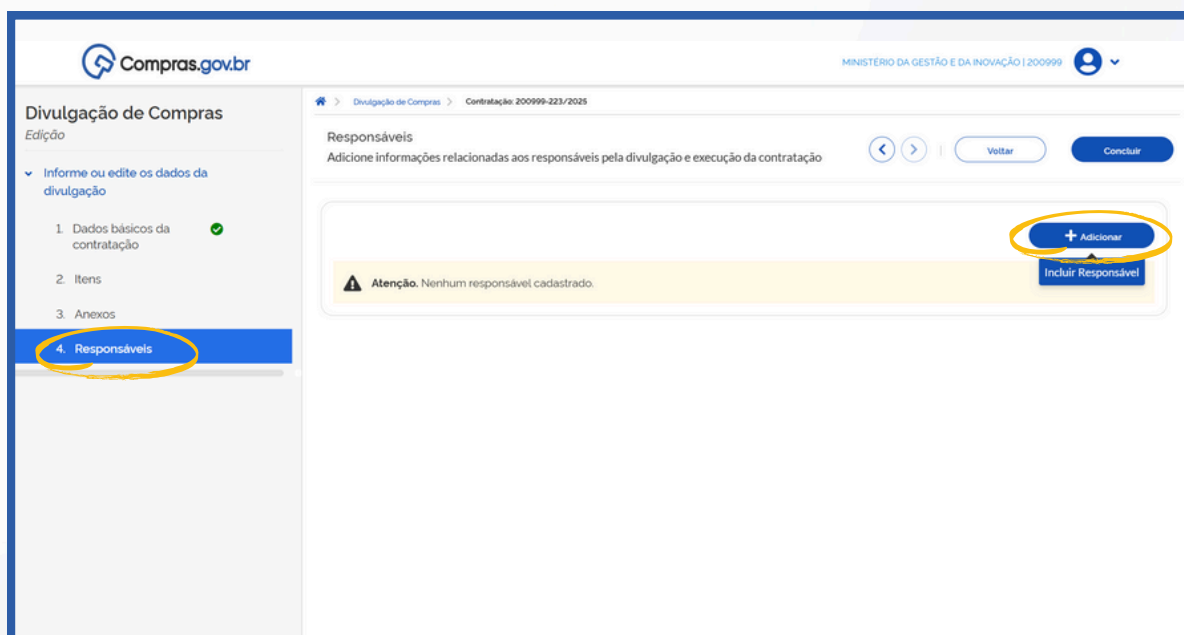 Compras.gov.br
MINISTÉRIO DA GESTÃO E DA INOVAÇÃO | 200999
Divulgação de Compras
Edição
Informe ou edite os dados da
divulgação
1. Dados básicos da
contratação
2. Itens
3. Anexos
4. Responsáveis
> Divulgação de Compras > Contratação: 200999-223/2025
Responsáveis
Adicione informações relacionadas aos responsáveis pela divulgação e execução da contratação
Voltar
Concluir
+ Adicionar
Incluir Responsável
Atenção. Nenhum responsável cadastrado.